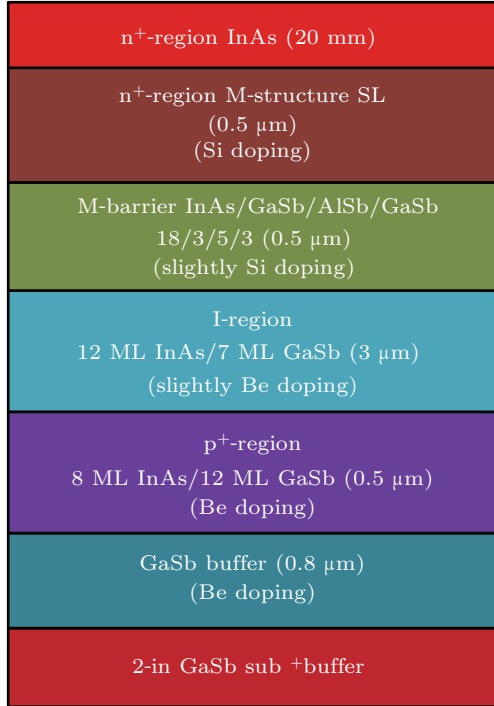 n⁺-region InAs (20 mm)
n⁺-region M-structure SL
(0.5 μm)
(Si doping)
M-barrier InAs/GaSb/AlSb/GaSb
18/3/5/3 (0.5 μm)
(slightly Si doping)
I-region
12 ML InAs/7 ML GaSb (3 μm)
(slightly Be doping)
p⁺-region
8 ML InAs/12 ML GaSb (0.5 μm)
(Be doping)
GaSb buffer (0.8 μm)
(Be doping)
2-in GaSb sub ⁺buffer